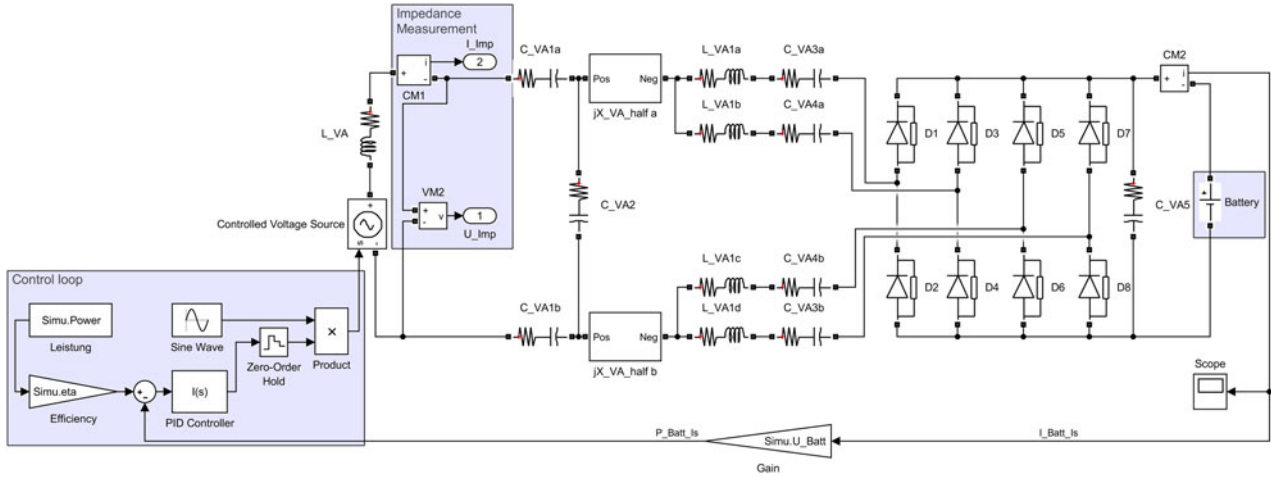 Impedance
Measurement
I_Imp
2
+
i
-
CM1
L_VA
VM2
+
-
v
1
U_Imp
Controlled Voltage Source
+
s
-
C_VA1a
C_VA2
C_VA1b
Pos
Neg
jX_VA_half a
Pos
Neg
jX_VA_half b
L_VA1a
C_VA3a
L_VA1b
C_VA4a
L_VA1c
C_VA4b
L_VA1d
C_VA3b
D1
D3
D5
D7
D2
D4
D6
D8
C_VA5
CM2
+
i
-
+
Battery
Scope
Control loop
Simu.Power
Leistung
Sine Wave
Zero-Order
Hold
×
Product
Simu.eta
Efficiency
+
-
I(s)
PID Controller
P_Batt_Is
Simu.U_Batt
Gain
I_Batt_Is